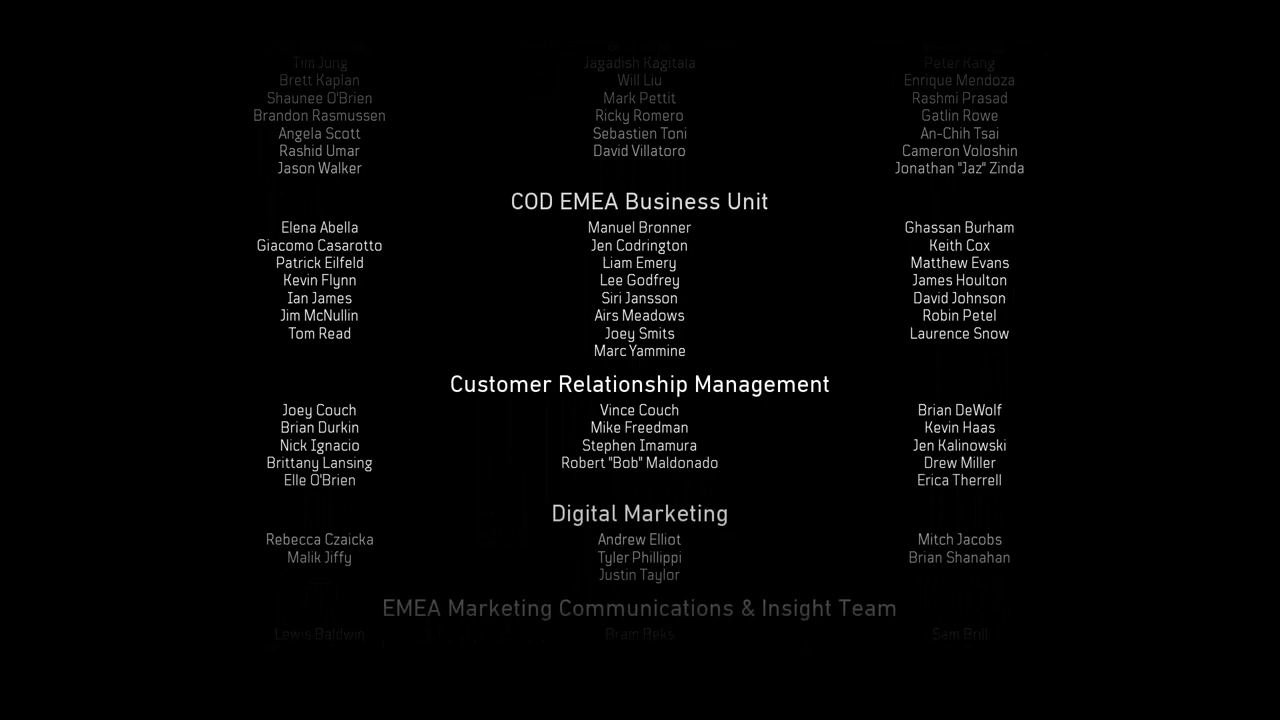 Tim Jung Jagadish Kagitala Peter Kang
Brett Kaplan Will Liu Enrique Mendoza
Shaunee O'Brien Mark Pettit Rashmi Prasad
Brandon Rasmussen Ricky Romero Gatlin Rowe
Angela Scott Sebastien Toni An-Chih Tsai
Rashid Umar David Villatoro Cameron Voloshin
Jason Walker Jonathan "Jaz" Zinda
COD EMEA Business Unit
Elena Abella Manuel Bronner Ghassan Burham
Giacomo Casarotto Jen Codrington Keith Cox
Patrick Eilfeld Liam Emery Matthew Evans
Kevin Flynn Lee Godfrey James Houlton
Ian James Siri Jansson David Johnson
Jim McNullin Airs Meadows Robin Petel
Tom Read Joey Smits Laurence Snow
Marc Yammine
Customer Relationship Management
Joey Couch Vince Couch Brian DeWolf
Brian Durkin Mike Freedman Kevin Haas
Nick Ignacio Stephen Imamura Jen Kalinowski
Brittany Lansing Robert "Bob" Maldonado Drew Miller
Elle O'Brien Erica Therrell
Digital Marketing
Rebecca Czaicka Andrew Elliot Mitch Jacobs
Malik Jiffy Tyler Phillippi Brian Shanahan
Justin Taylor
EMEA Marketing Communications & Insight Team
Lewis Baldwin Bram Beks Sam Brill